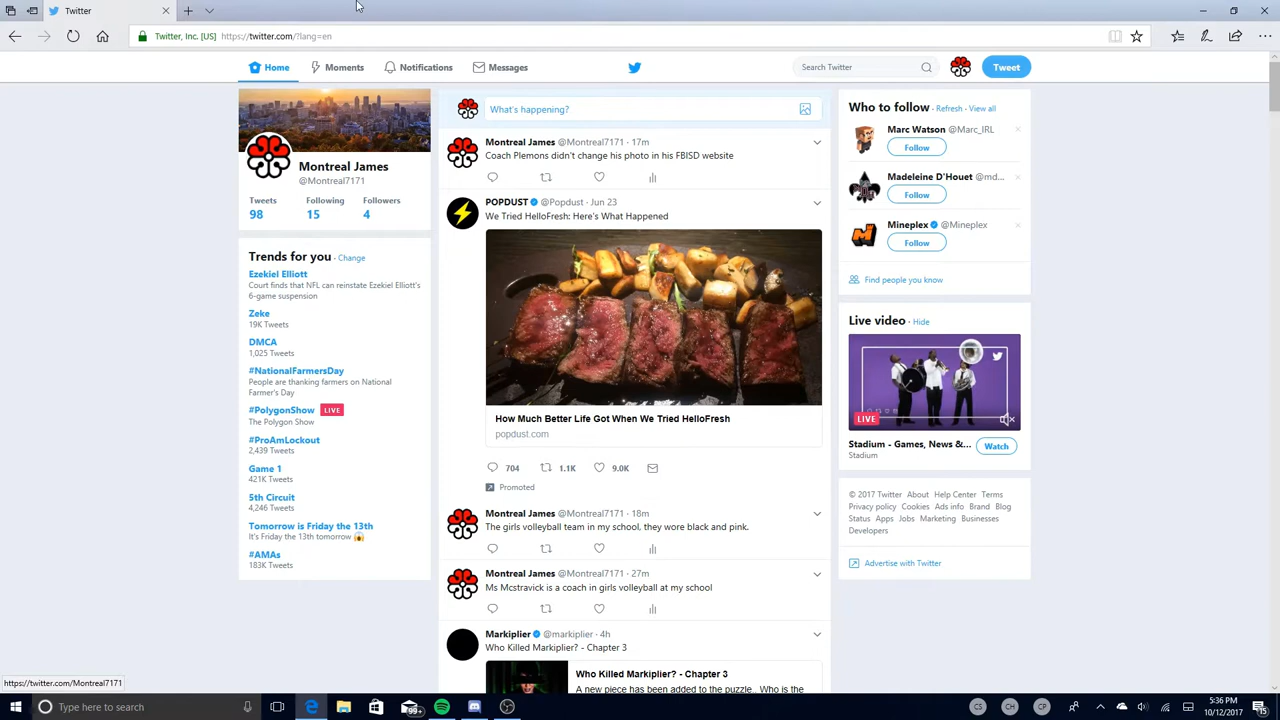 Twitter
Twitter, Inc. [US] https://twitter.com/?lang=en
Home
Moments
Notifications
Messages
Search Twitter
Tweet
Montreal James
@Montreal7171
Tweets Following Followers
98 15 4
Trends for you · Change
Ezekiel Elliott
Court finds that NFL can reinstate Ezekiel Elliott's
6-game suspension
Zeke
19K Tweets
DMCA
1,025 Tweets
#NationalFarmersDay
People are thanking farmers on National
Farmer's Day
#PolygonShow LIVE
The Polygon Show
#ProAmLockout
2,439 Tweets
Game 1
421K Tweets
5th Circuit
4,246 Tweets
Tomorrow is Friday the 13th
It's Friday the 13th tomorrow 😱
#AMAs
183K Tweets
What's happening?
Montreal James @Montreal7171 · 17m
Coach Plemons didn't change his photo in his FBISD website
POPDUST @Popdust · Jun 23
We Tried HelloFresh: Here's What Happened
How Much Better Life Got When We Tried HelloFresh
popdust.com
704 1.1K 9.0K
Promoted
Montreal James @Montreal7171 · 18m
The girls volleyball team in my school, they wore black and pink.
Montreal James @Montreal7171 · 27m
Ms Mcstravick is a coach in girls volleyball at my school
Markiplier @markiplier · 4h
Who Killed Markiplier? - Chapter 3
Who Killed Markiplier? - Chapter 3
A new piece has been added to the puzzle.. Who is the
Who to follow · Refresh · View all
Marc Watson @Marc_IRL
Follow
Madeleine D'Houet @md...
Follow
Mineplex @Mineplex
Follow
Find people you know
Live video · Hide
LIVE
Stadium - Games, News &...
Stadium
Watch
© 2017 Twitter About Help Center Terms
Privacy policy Cookies Ads info Brand Blog
Status Apps Jobs Marketing Businesses
Developers
Advertise with Twitter
https://twitter.com/Montreal7171
Type here to search
99+
CS CH CP
5:36 PM
10/12/2017
15